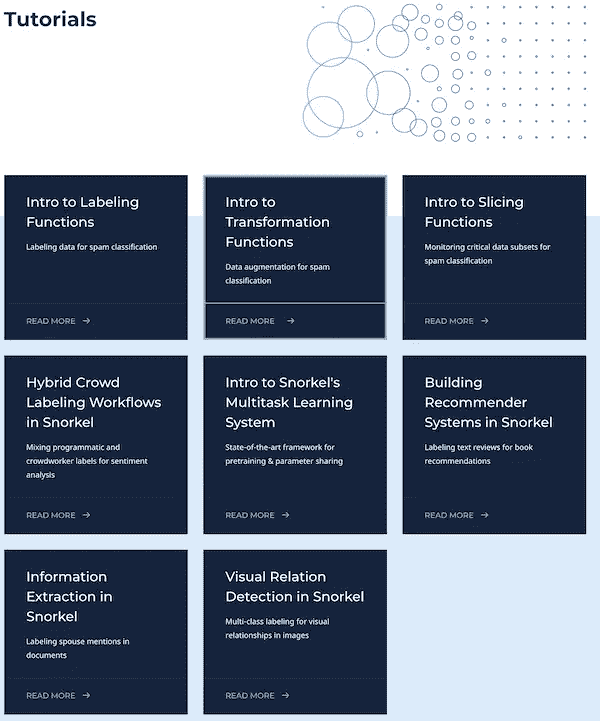 Tutorials
Intro to Labeling
Functions
Labeling data for spam classification
READ MORE →
Intro to
Transformation
Functions
Data augmentation for spam
classification
READ MORE →
Intro to Slicing
Functions
Monitoring critical data subsets for
spam classification
READ MORE →
Hybrid Crowd
Labeling Workflows
in Snorkel
Mixing programmatic and
crowdworker labels for sentiment
analysis
READ MORE →
Intro to Snorkel's
Multitask Learning
System
State-of-the-art framework for
pretraining & parameter sharing
READ MORE →
Building
Recommender
Systems in Snorkel
Labeling text reviews for book
recommendations
READ MORE →
Information
Extraction in
Snorkel
Labeling spouse mentions in
documents
READ MORE →
Visual Relation
Detection in Snorkel
Multi-class labeling for visual
relationships in images
READ MORE →